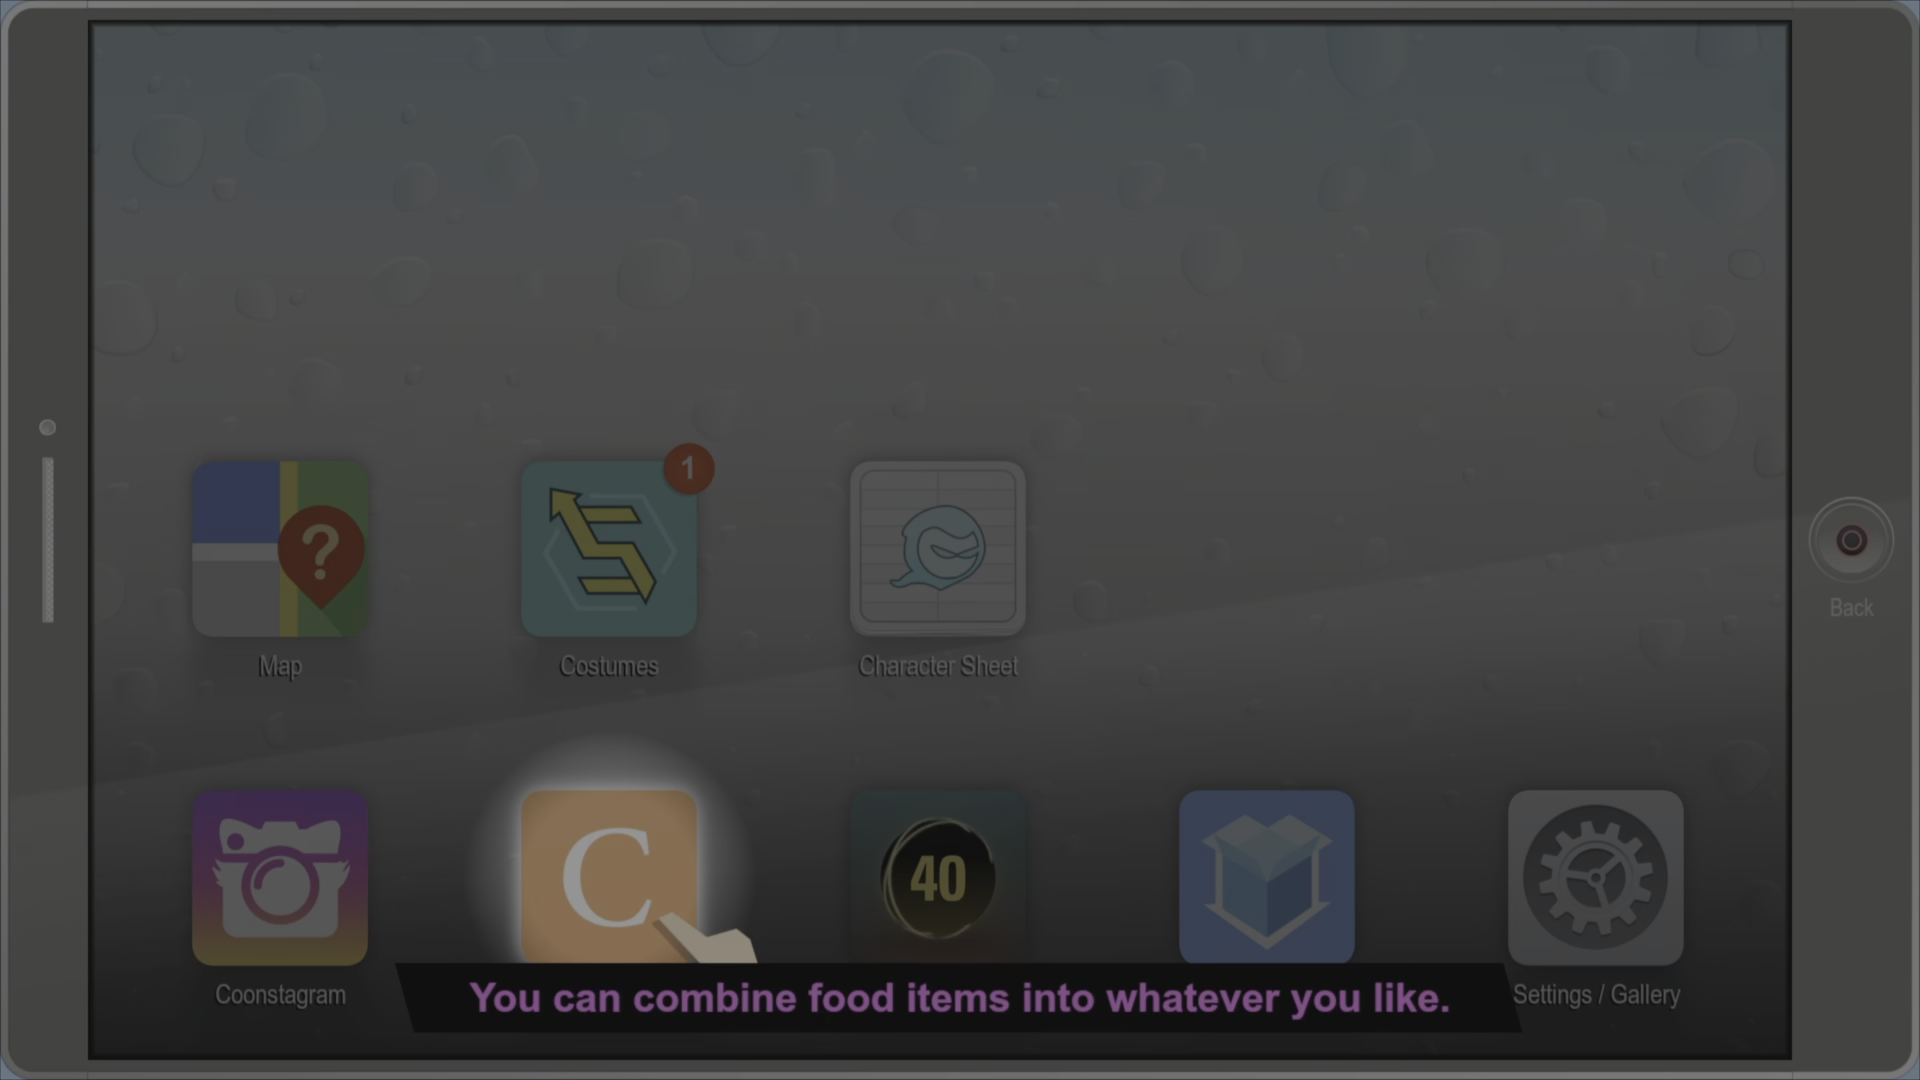 1
?
Map
Costumes
Character Sheet
Back
C
40
Coonstagram
You can combine food items into whatever you like.
Settings / Gallery